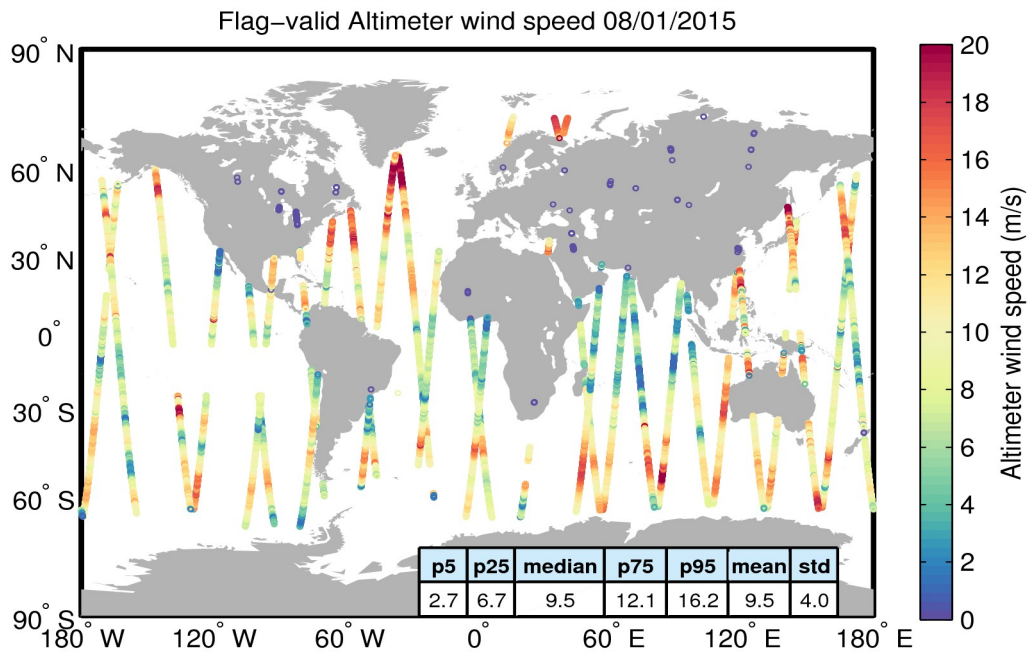 Flag−valid Altimeter wind speed 08/01/2015
90° N
60° N
30° N
0°
30° S
60° S
90° S
180° W
120° W
60° W
0°
60° E
120° E
180° E
p5 p25 median p75 p95 mean std
2.7 6.7 9.5 12.1 16.2 9.5 4.0
20
18
16
14
12
10
8
6
4
2
0
Altimeter wind speed (m/s)